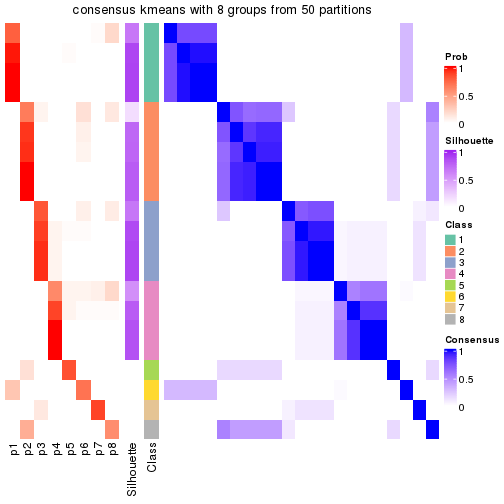 consensus kmeans with 8 groups from 50 partitions
Prob
1
0.5
0
Silhouette
1
0.5
0
Class
1
2
3
4
5
6
7
8
Consensus
1
0.5
0
p1
p2
p3
p4
p5
p6
p7
p8
Silhouette
Class